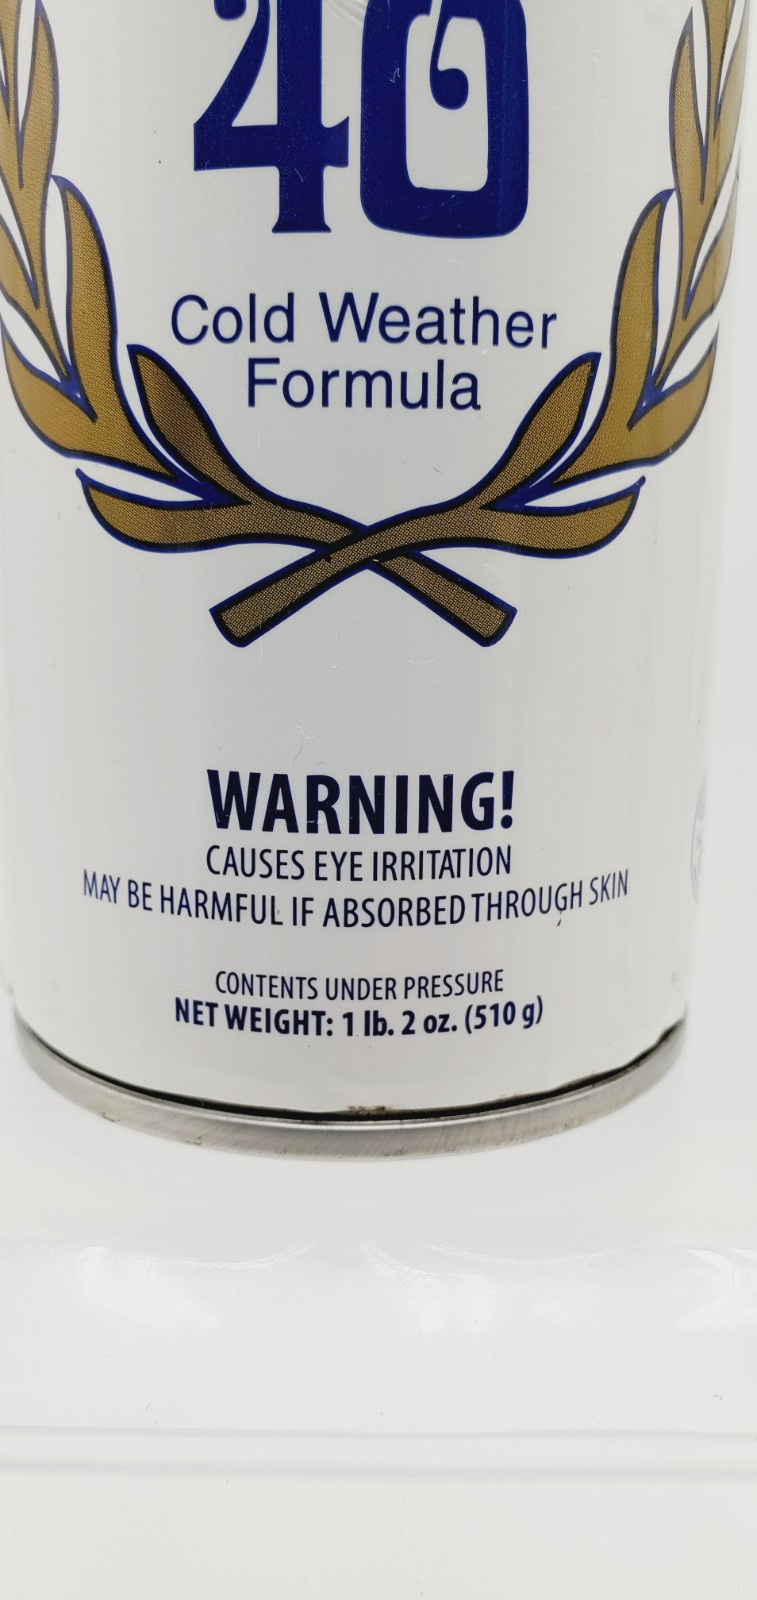 40
Cold Weather
Formula
WARNING!
CAUSES EYE IRRITATION
MAY BE HARMFUL IF ABSORBED THROUGH SKIN
CONTENTS UNDER PRESSURE
NET WEIGHT: 1 lb. 2 oz. (510 g)